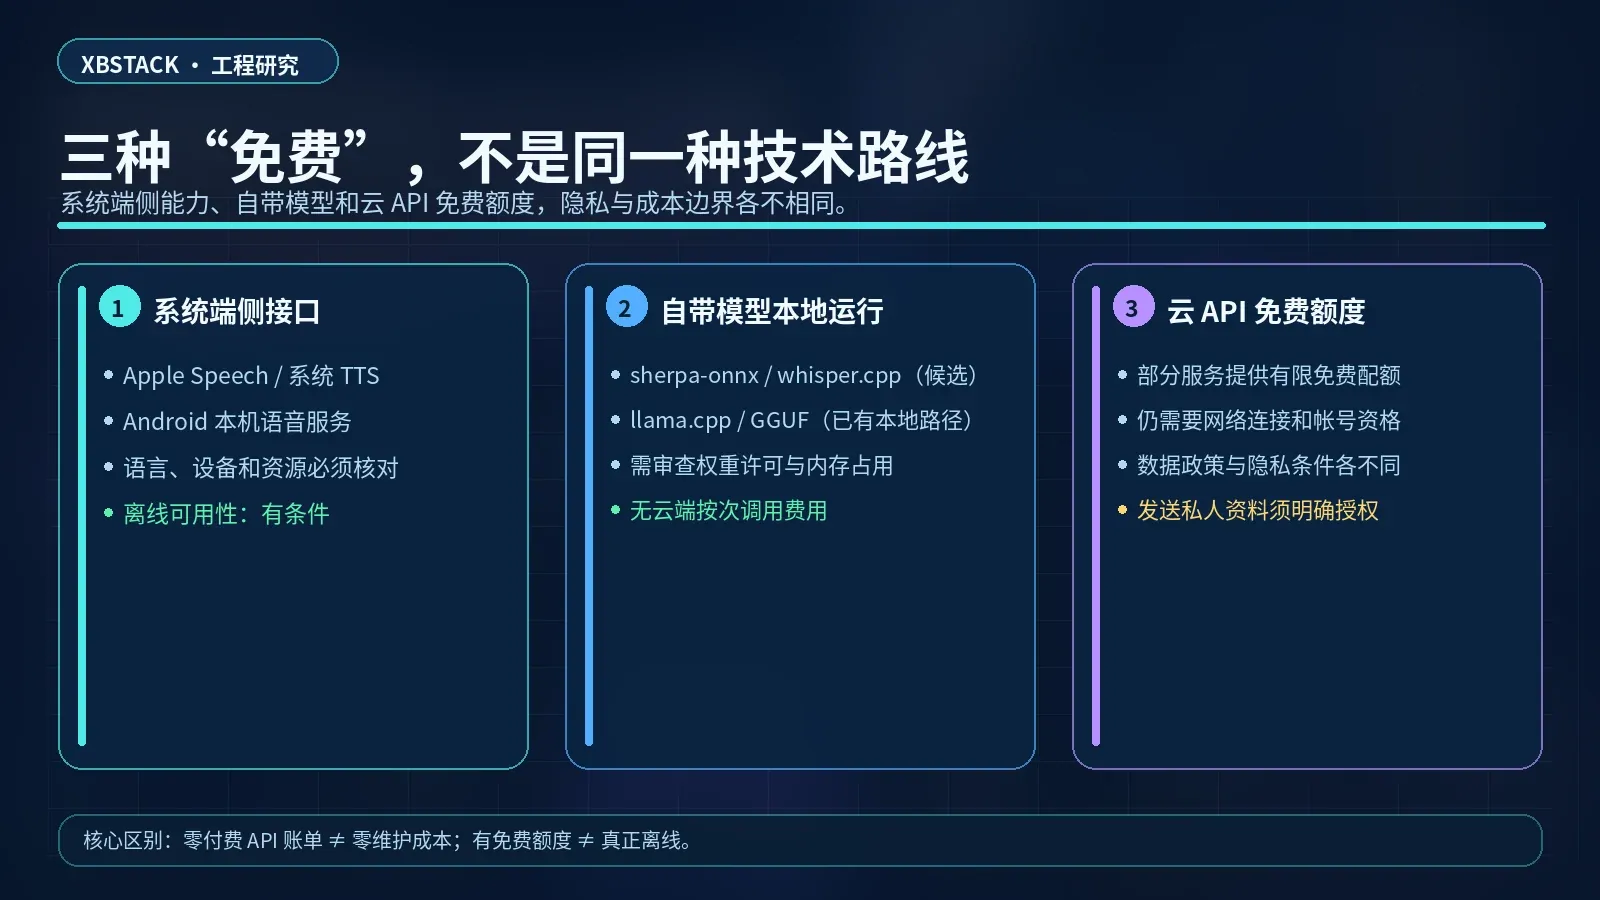 XBSTACK · 工程研究
三种“免费”，不是同一种技术路线
系统端侧能力、自带模型和云 API 免费额度，隐私与成本边界各不相同。
1 系统端侧接口
• Apple Speech / 系统 TTS
• Android 本机语音服务
• 语言、设备和资源必须核对
• 离线可用性：有条件
2 自带模型本地运行
• sherpa-onnx / whisper.cpp（候选）
• llama.cpp / GGUF（已有本地路径）
• 需审查权重许可与内存占用
• 无云端按次调用费用
3 云 API 免费额度
• 部分服务提供有限免费配额
• 仍需要网络连接和帐号资格
• 数据政策与隐私条件各不同
• 发送私人资料须明确授权
核心区别：零付费 API 账单 ≠ 零维护成本；有免费额度 ≠ 真正离线。